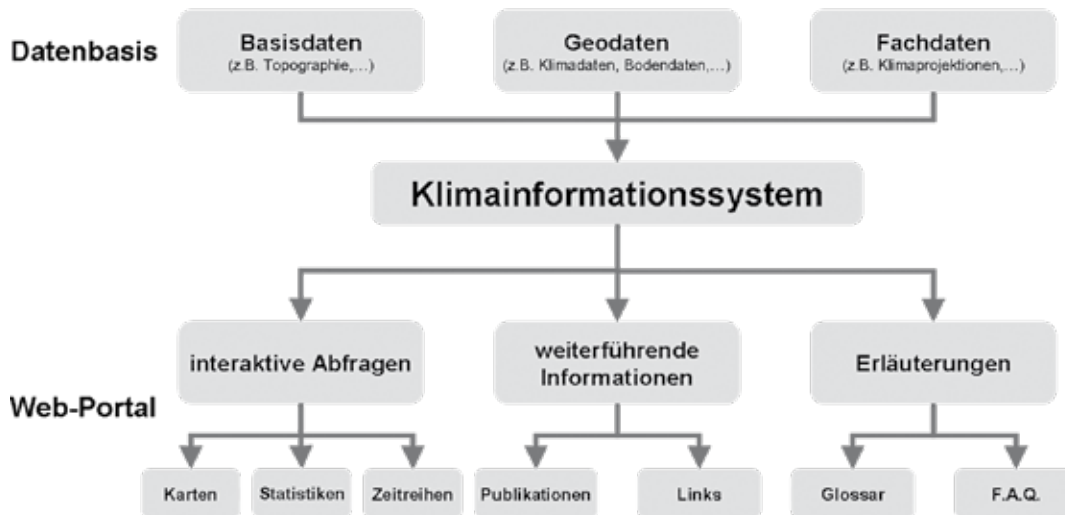 Datenbasis
Basisdaten
(z.B. Topographie,...)
Geodaten
(z.B. Klimadaten, Bodendaten,...)
Fachdaten
(z.B. Klimaprojektionen,...)
Klimainformationssystem
Web-Portal
interaktive Abfragen
weiterführende
Informationen
Erläuterungen
Karten
Statistiken
Zeitreihen
Publikationen
Links
Glossar
F.A.Q.